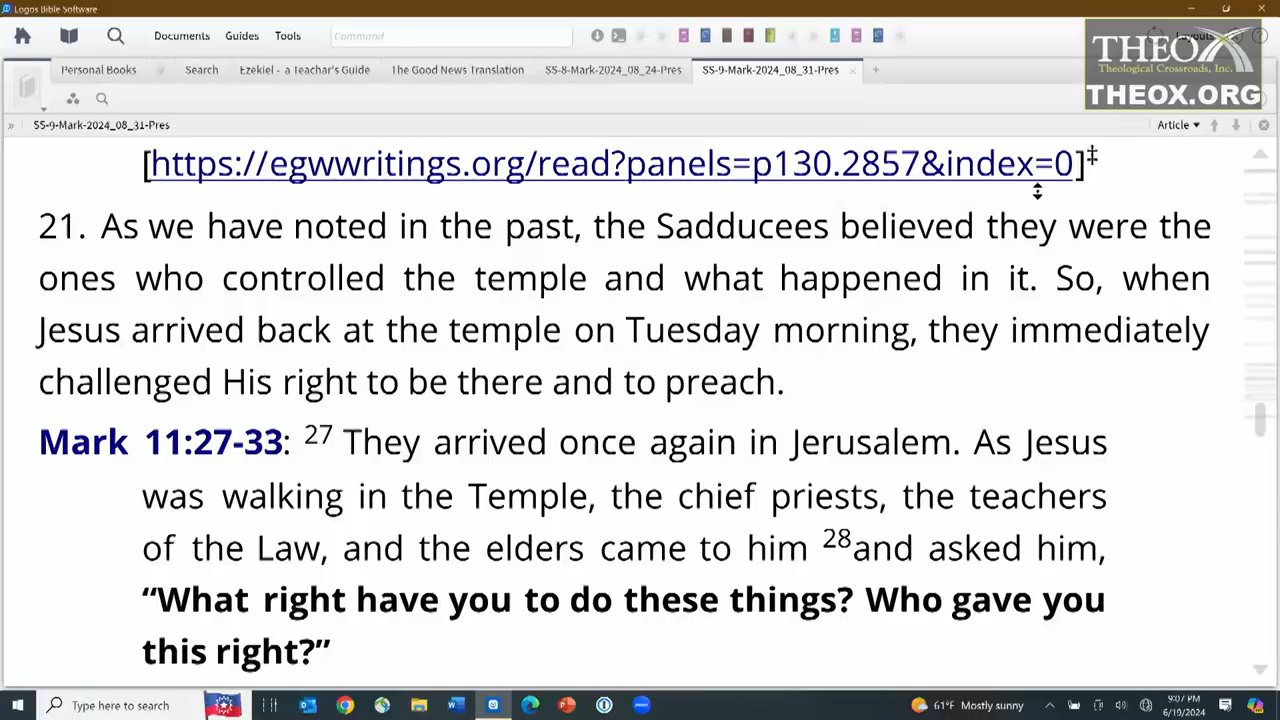 Logos Bible Software
Documents Guides Tools Command Layouts
THEOX
Theological Crossroads, Inc.
THEOX.ORG
Personal Books Search Ezekiel - a Teacher's Guide The Good News Translation SS-8-Mark-2024_08_24-Pres SS-9-Mark-2024_08_31-Pres
» SS-9-Mark-2024_08_31-Pres Article
[https://egwwritings.org/read?panels=p130.2857&index=0]‡
21. As we have noted in the past, the Sadducees believed they were the
ones who controlled the temple and what happened in it. So, when
Jesus arrived back at the temple on Tuesday morning, they immediately
challenged His right to be there and to preach.
Mark 11:27-33: 27 They arrived once again in Jerusalem. As Jesus
was walking in the Temple, the chief priests, the teachers
of the Law, and the elders came to him 28and asked him,
“What right have you to do these things? Who gave you
this right?”
Type here to search 61°F Mostly sunny 9:07 PM
6/19/2024